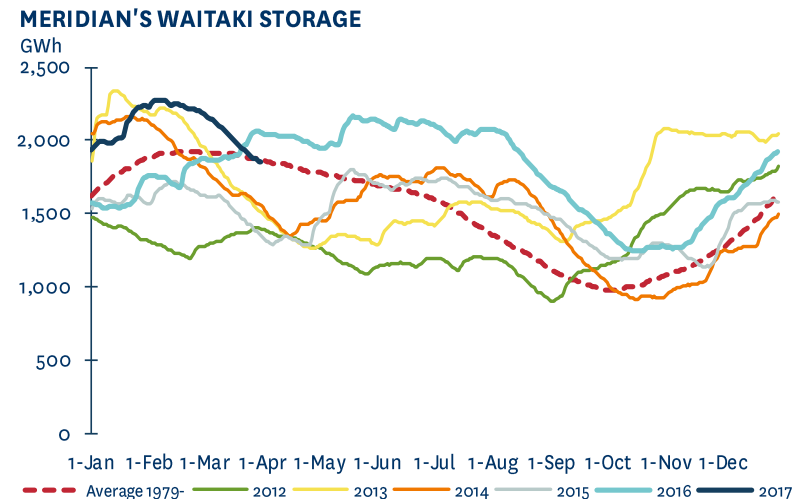 MERIDIAN'S WAITAKI STORAGE
GWh
2,500
2,000
1,500
1,000
500
0
1-Jan 1-Feb 1-Mar 1-Apr 1-May 1-Jun 1-Jul 1-Aug 1-Sep 1-Oct 1-Nov 1-Dec
Average 1979- 2012 2013 2014 2015 2016 2017